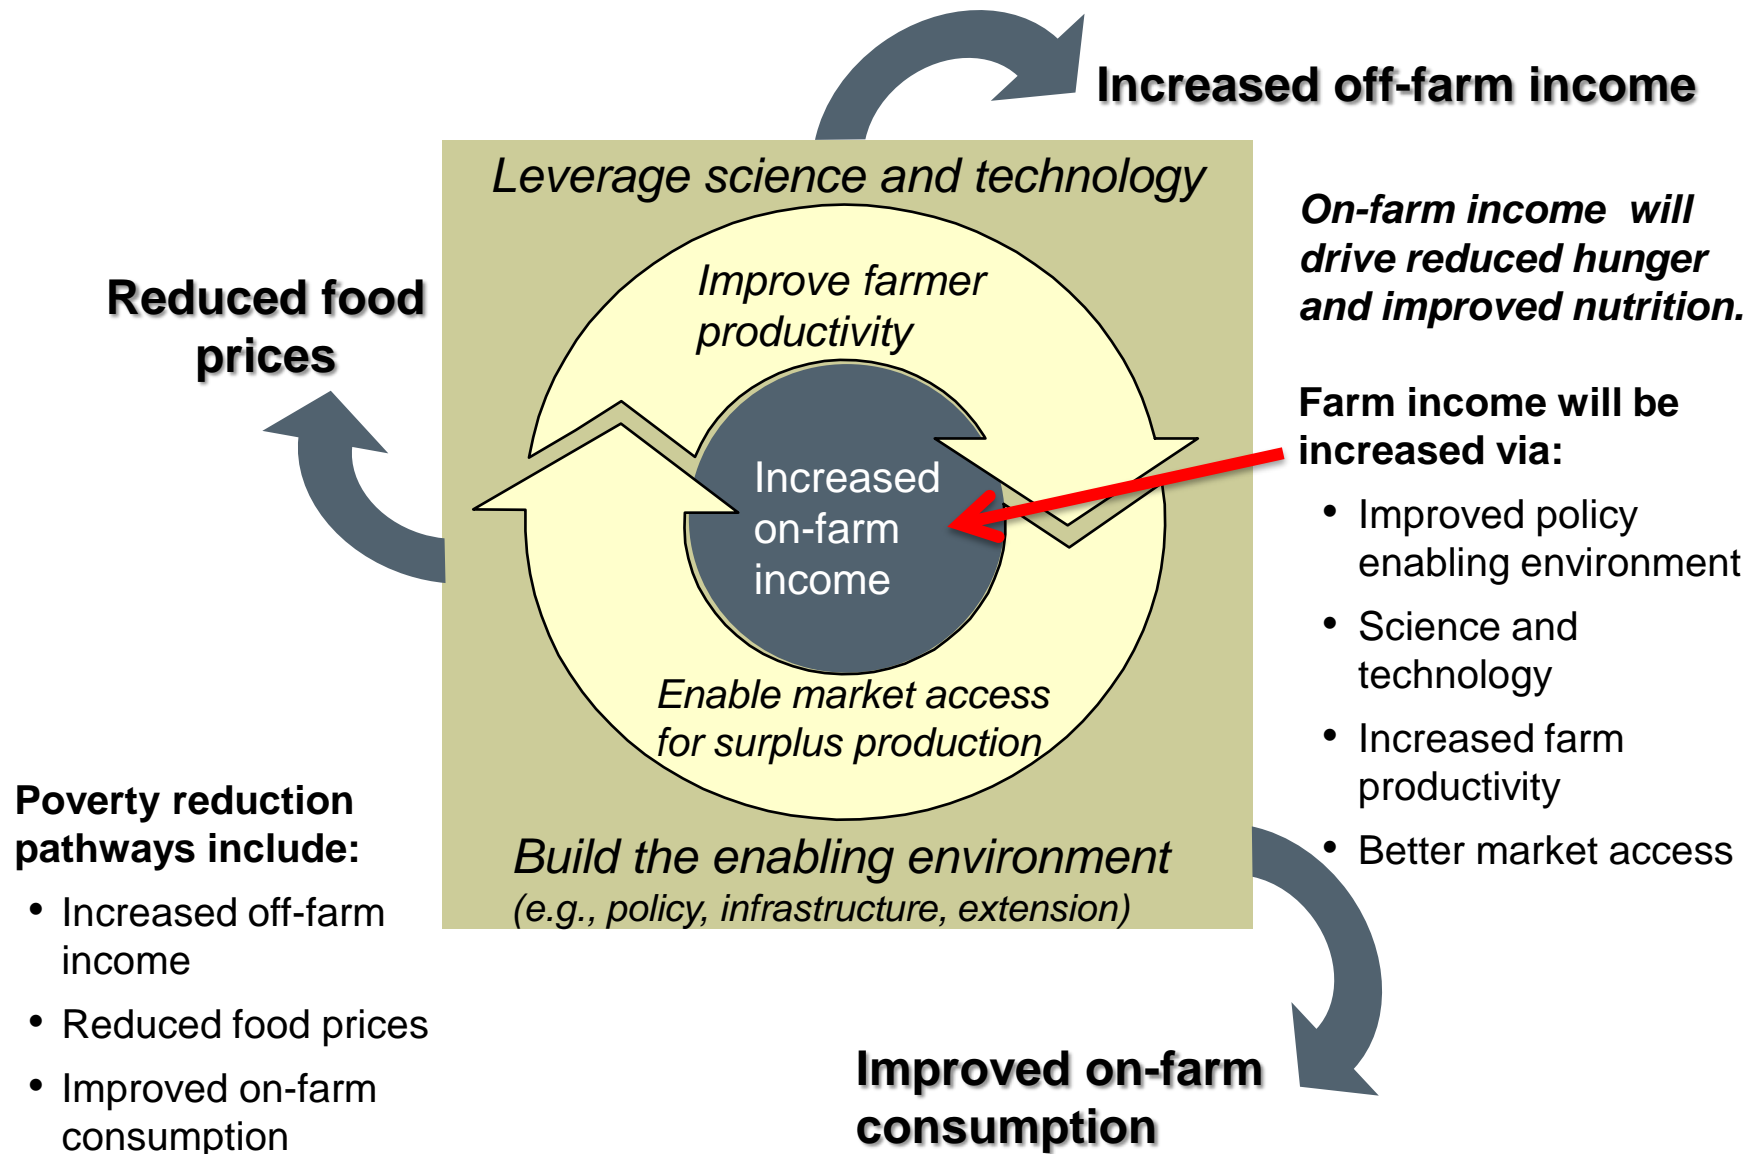 Increased off-farm income
Leverage science and technology
On-farm income will
drive reduced hunger
and improved nutrition.
Reduced food
prices
Improve farmer
productivity
Farm income will be
increased via:
• Improved policy
enabling environment
• Science and
technology
• Increased farm
productivity
• Better market access
Increased
on-farm
income
Enable market access
for surplus production
Build the enabling environment
(e.g., policy, infrastructure, extension)
Poverty reduction
pathways include:
• Increased off-farm
income
• Reduced food prices
• Improved on-farm
consumption
Improved on-farm
consumption